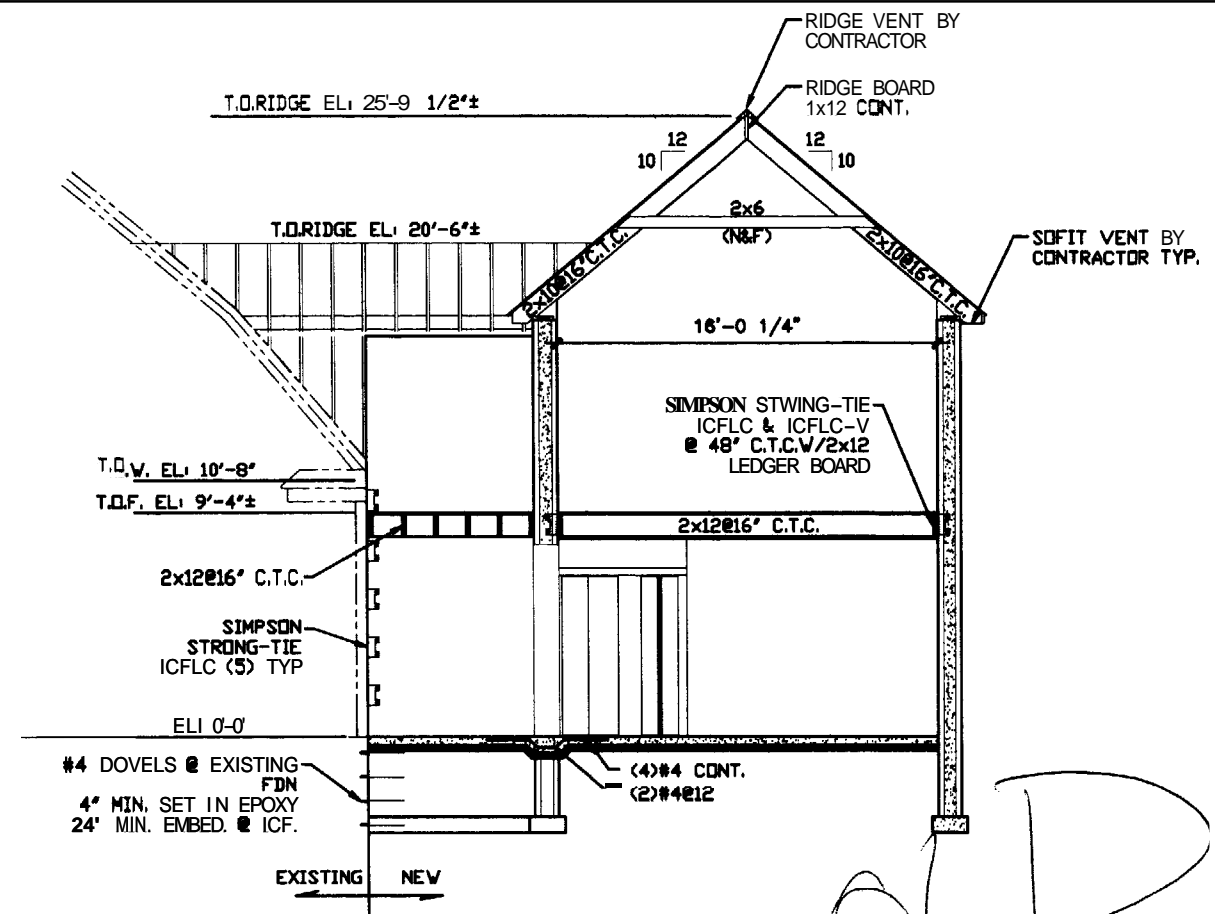 RIDGE VENT BY
CONTRACTOR
T.O.RIDGE EL: 25'-9 1/2"±
RIDGE BOARD
1x12 CONT.
12
10
12
10
T.O.RIDGE EL: 20'-6"±
2x6
(N&F)
2x10@16"C.T.C.
2x10@16"C.T.C.
SOFIT VENT BY
CONTRACTOR TYP.
16'-0 1/4"
SIMPSON STWING-TIE
ICFLC & ICFLC-V
@ 48" C.T.C.W/2x12
LEDGER BOARD
T.O.W. EL: 10'-8"
T.O.F. EL: 9'-4"±
2x12@16" C.T.C.
2x12@16" C.T.C.
SIMPSON
STRONG-TIE
ICFLC (5) TYP
ELI 0'-0'
#4 DOVELS @ EXISTING
FDN
4" MIN. SET IN EPOXY
24' MIN. EMBED. @ ICF.
(4)#4 CONT.
(2)#4@12
EXISTING NEW